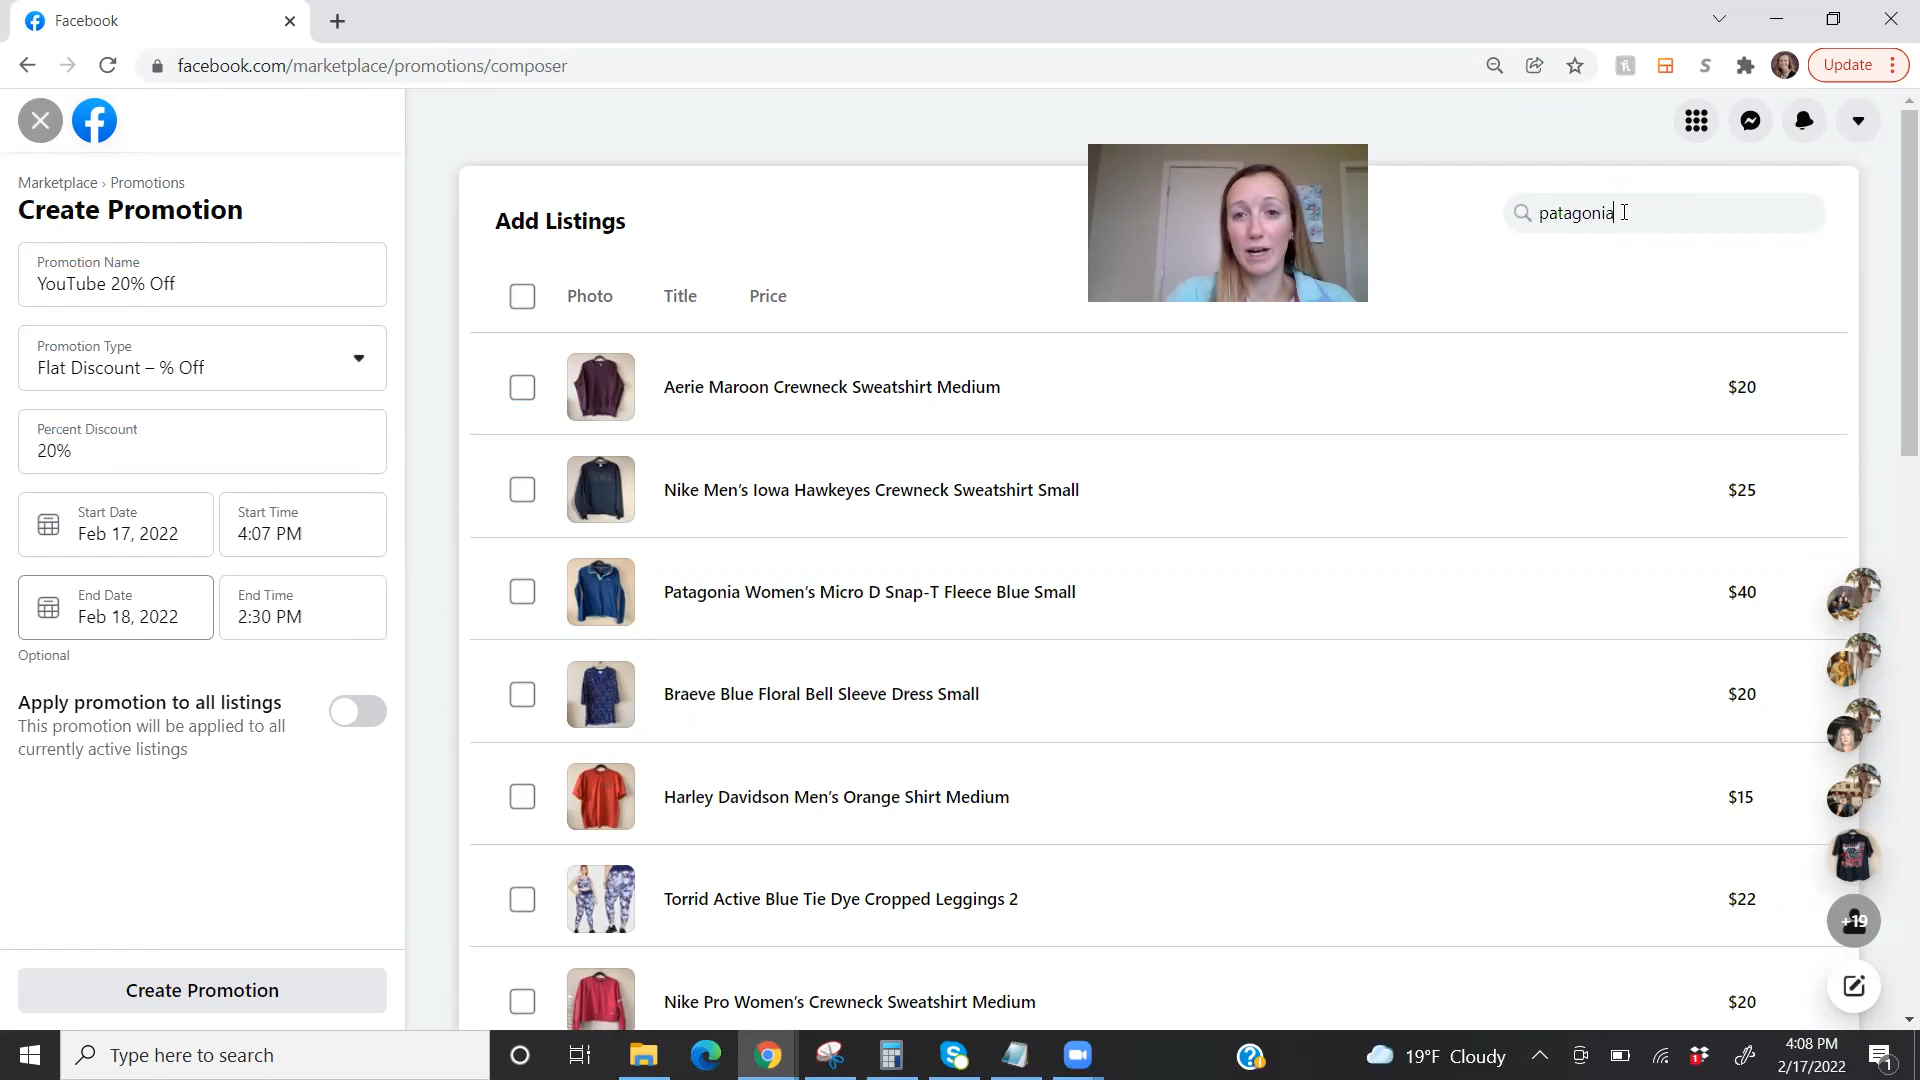 Facebook
facebook.com/marketplace/promotions/composer
Update
Marketplace › Promotions
Create Promotion
Promotion Name
YouTube 20% Off
Promotion Type
Flat Discount – % Off
Percent Discount
20%
Start Date
Feb 17, 2022
Start Time
4:07 PM
End Date
Feb 18, 2022
End Time
2:30 PM
Optional
Apply promotion to all listings
This promotion will be applied to all
currently active listings
Create Promotion
Add Listings
patagonia
Photo Title Price
Aerie Maroon Crewneck Sweatshirt Medium $20
Nike Men's Iowa Hawkeyes Crewneck Sweatshirt Small $25
Patagonia Women's Micro D Snap-T Fleece Blue Small $40
Braeve Blue Floral Bell Sleeve Dress Small $20
Harley Davidson Men's Orange Shirt Medium $15
Torrid Active Blue Tie Dye Cropped Leggings 2 $22
Nike Pro Women's Crewneck Sweatshirt Medium $20
+19
Type here to search
19°F Cloudy
1
4:08 PM
2/17/2022
1